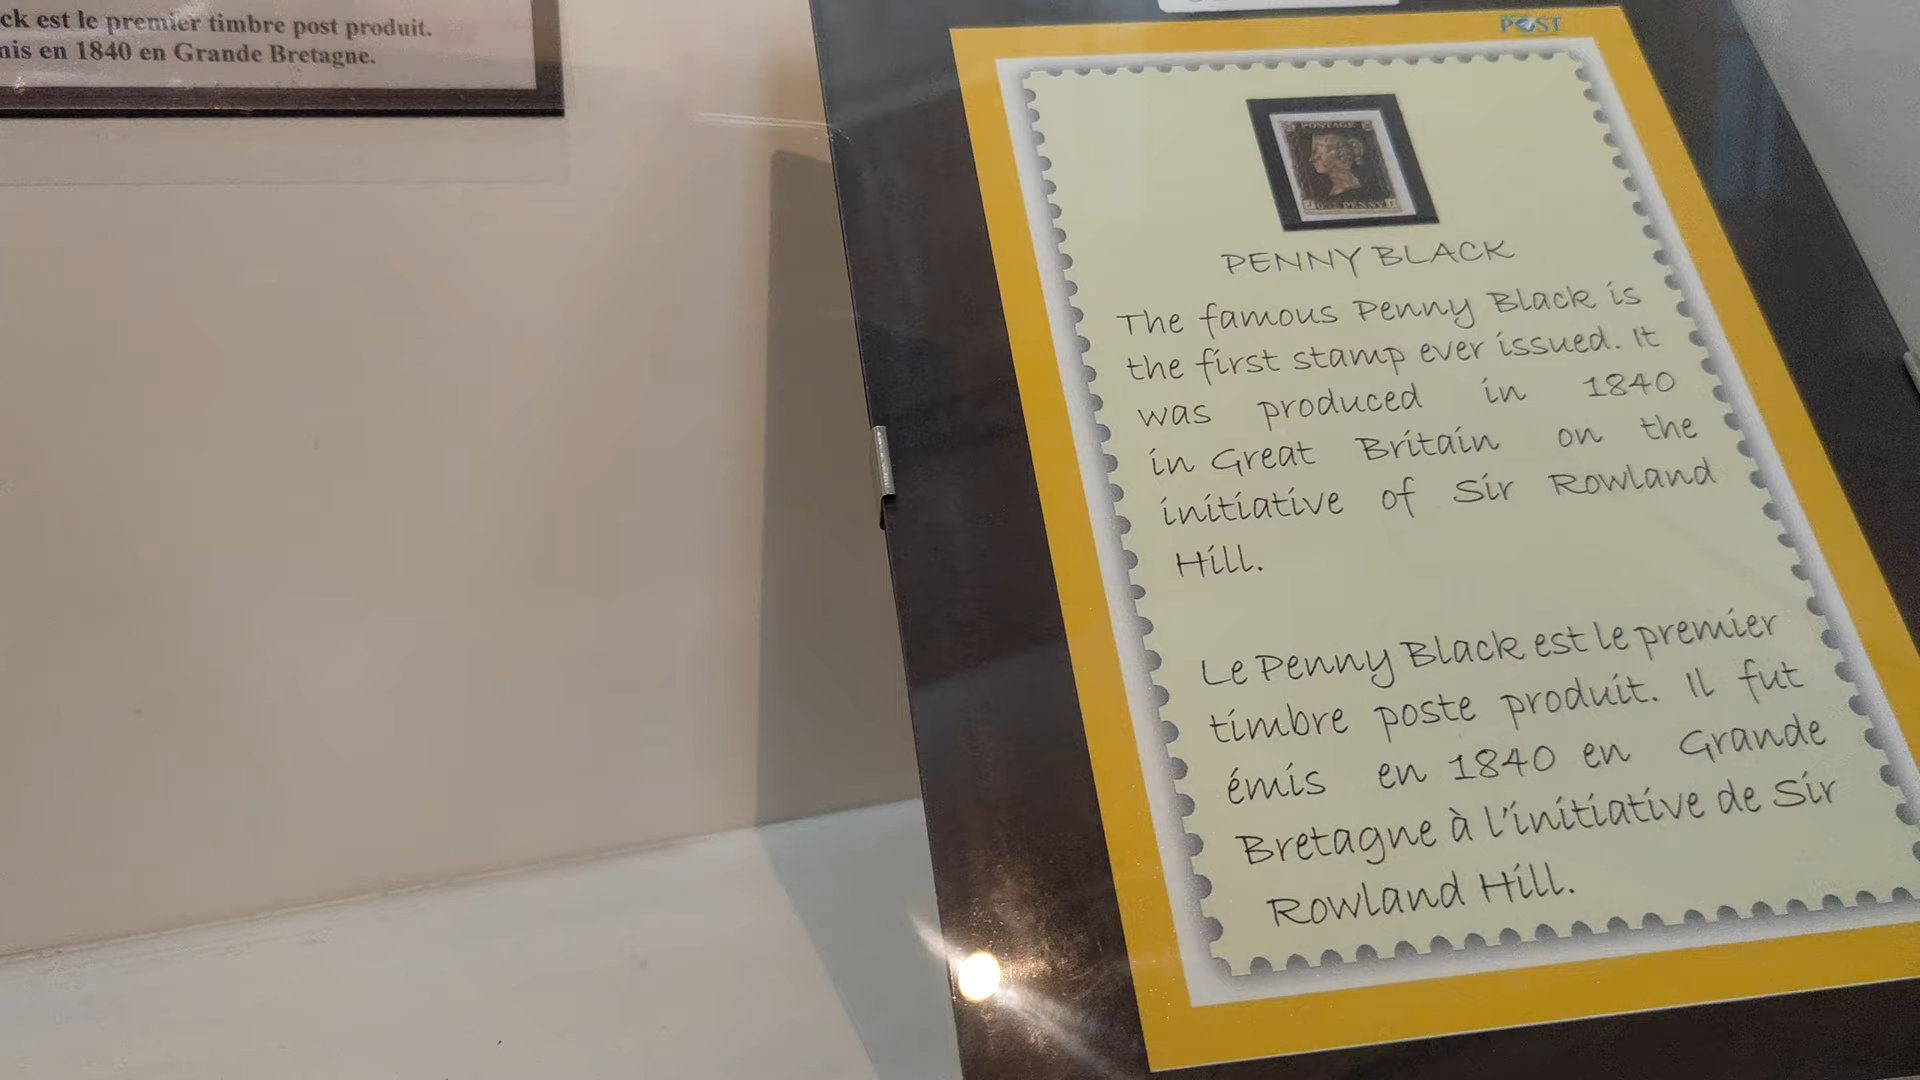 ck est le premier timbre post produit.
mis en 1840 en Grande Bretagne.
POST
POSTAGE
ONE PENNY
PENNY BLACK
The famous Penny Black is
the first stamp ever issued. It
was produced in 1840
in Great Britain on the
initiative of Sir Rowland
Hill.
Le Penny Black est le premier
timbre poste produit. Il fut
émis en 1840 en Grande
Bretagne à l'initiative de Sir
Rowland Hill.